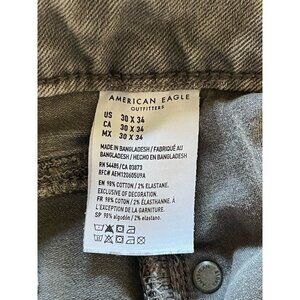 AMERICAN EAGLE
OUTFITTERS
US 30 X 34
CA 30 X 34
MX 30 X 34
MADE IN BANGLADESH / FABRIQUÉ AU
BANGLADESH / HECHO EN BANGLADESH
RN 54485/CA 03873
RFC# AEM120605U9A
EN 98% COTTON / 2% ELASTANE.
EXCLUSIVE OF DECORATION.
FR 98% COTON / 2% ÉLASTHANNE. À
L'EXCEPTION DE LA GARNITURE.
SP 98% algodón / 2% elastano.